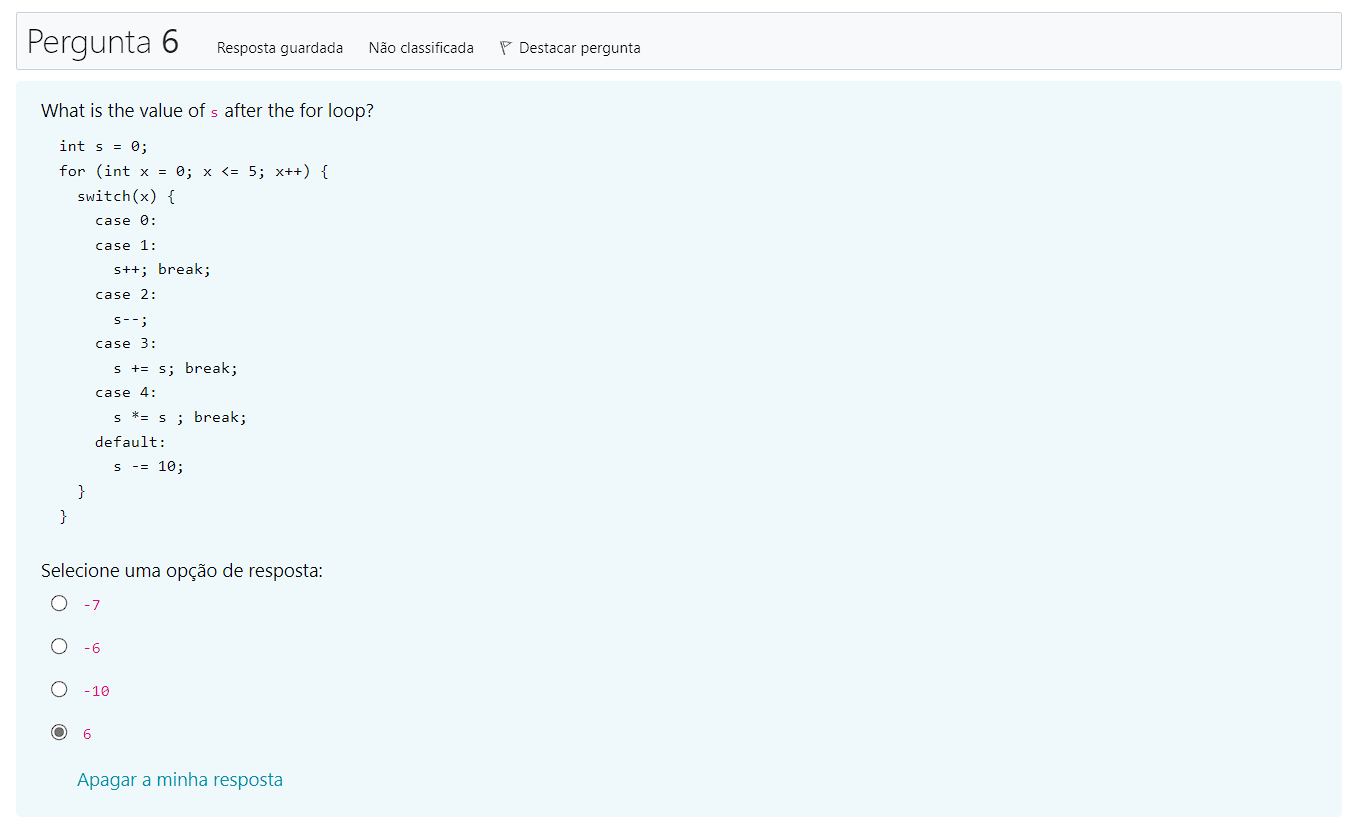 Pergunta 6 Resposta guardada Não classificada Destacar pergunta
What is the value of s after the for loop?
int s = 0;
for (int x = 0; x <= 5; x++) {
switch(x) {
case 0:
case 1:
s++; break;
case 2:
s--;
case 3:
s += s; break;
case 4:
s *= s ; break;
default:
s -= 10;
}
}
Selecione uma opção de resposta:
-7
-6
-10
6
Apagar a minha resposta